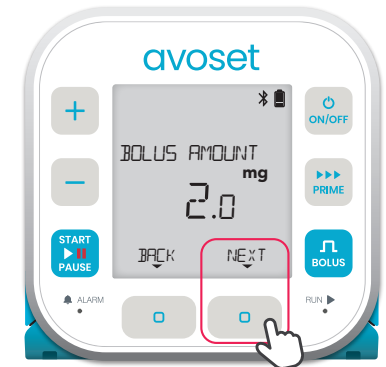 avoset
ON/OFF
BOLUS AMOUNT
mg
PRIME
2.0
START
PAUSE
BACK
NEXT
BOLUS
ALARM
RUN